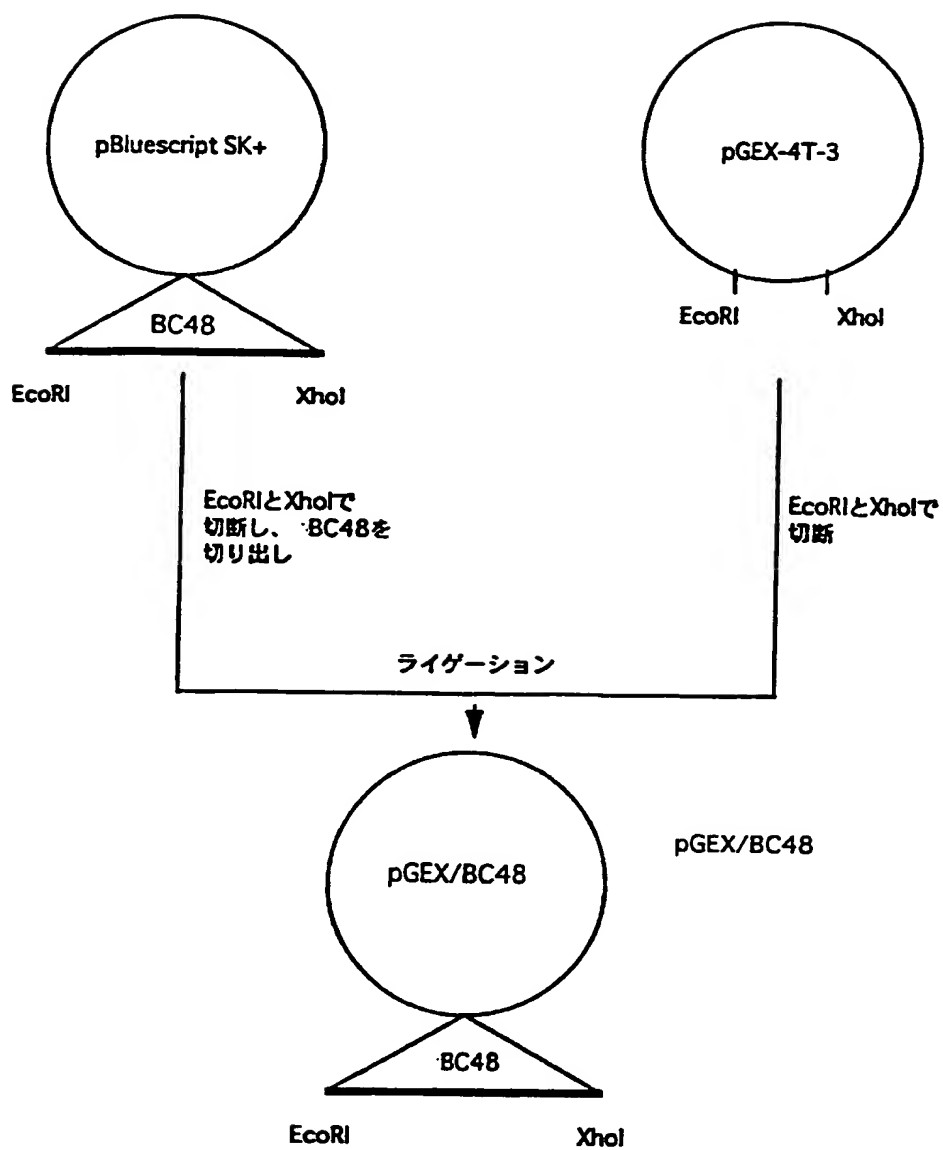 pBluescript SK+
pGEX-4T-3
BC48
EcoRI
XhoI
EcoRI
XhoI
EcoRIとXhoIで
切断し、BC48を
切り出し
EcoRIとXhoIで
切断
ライゲーション
pGEX/BC48
pGEX/BC48
BC48
EcoRI
XhoI